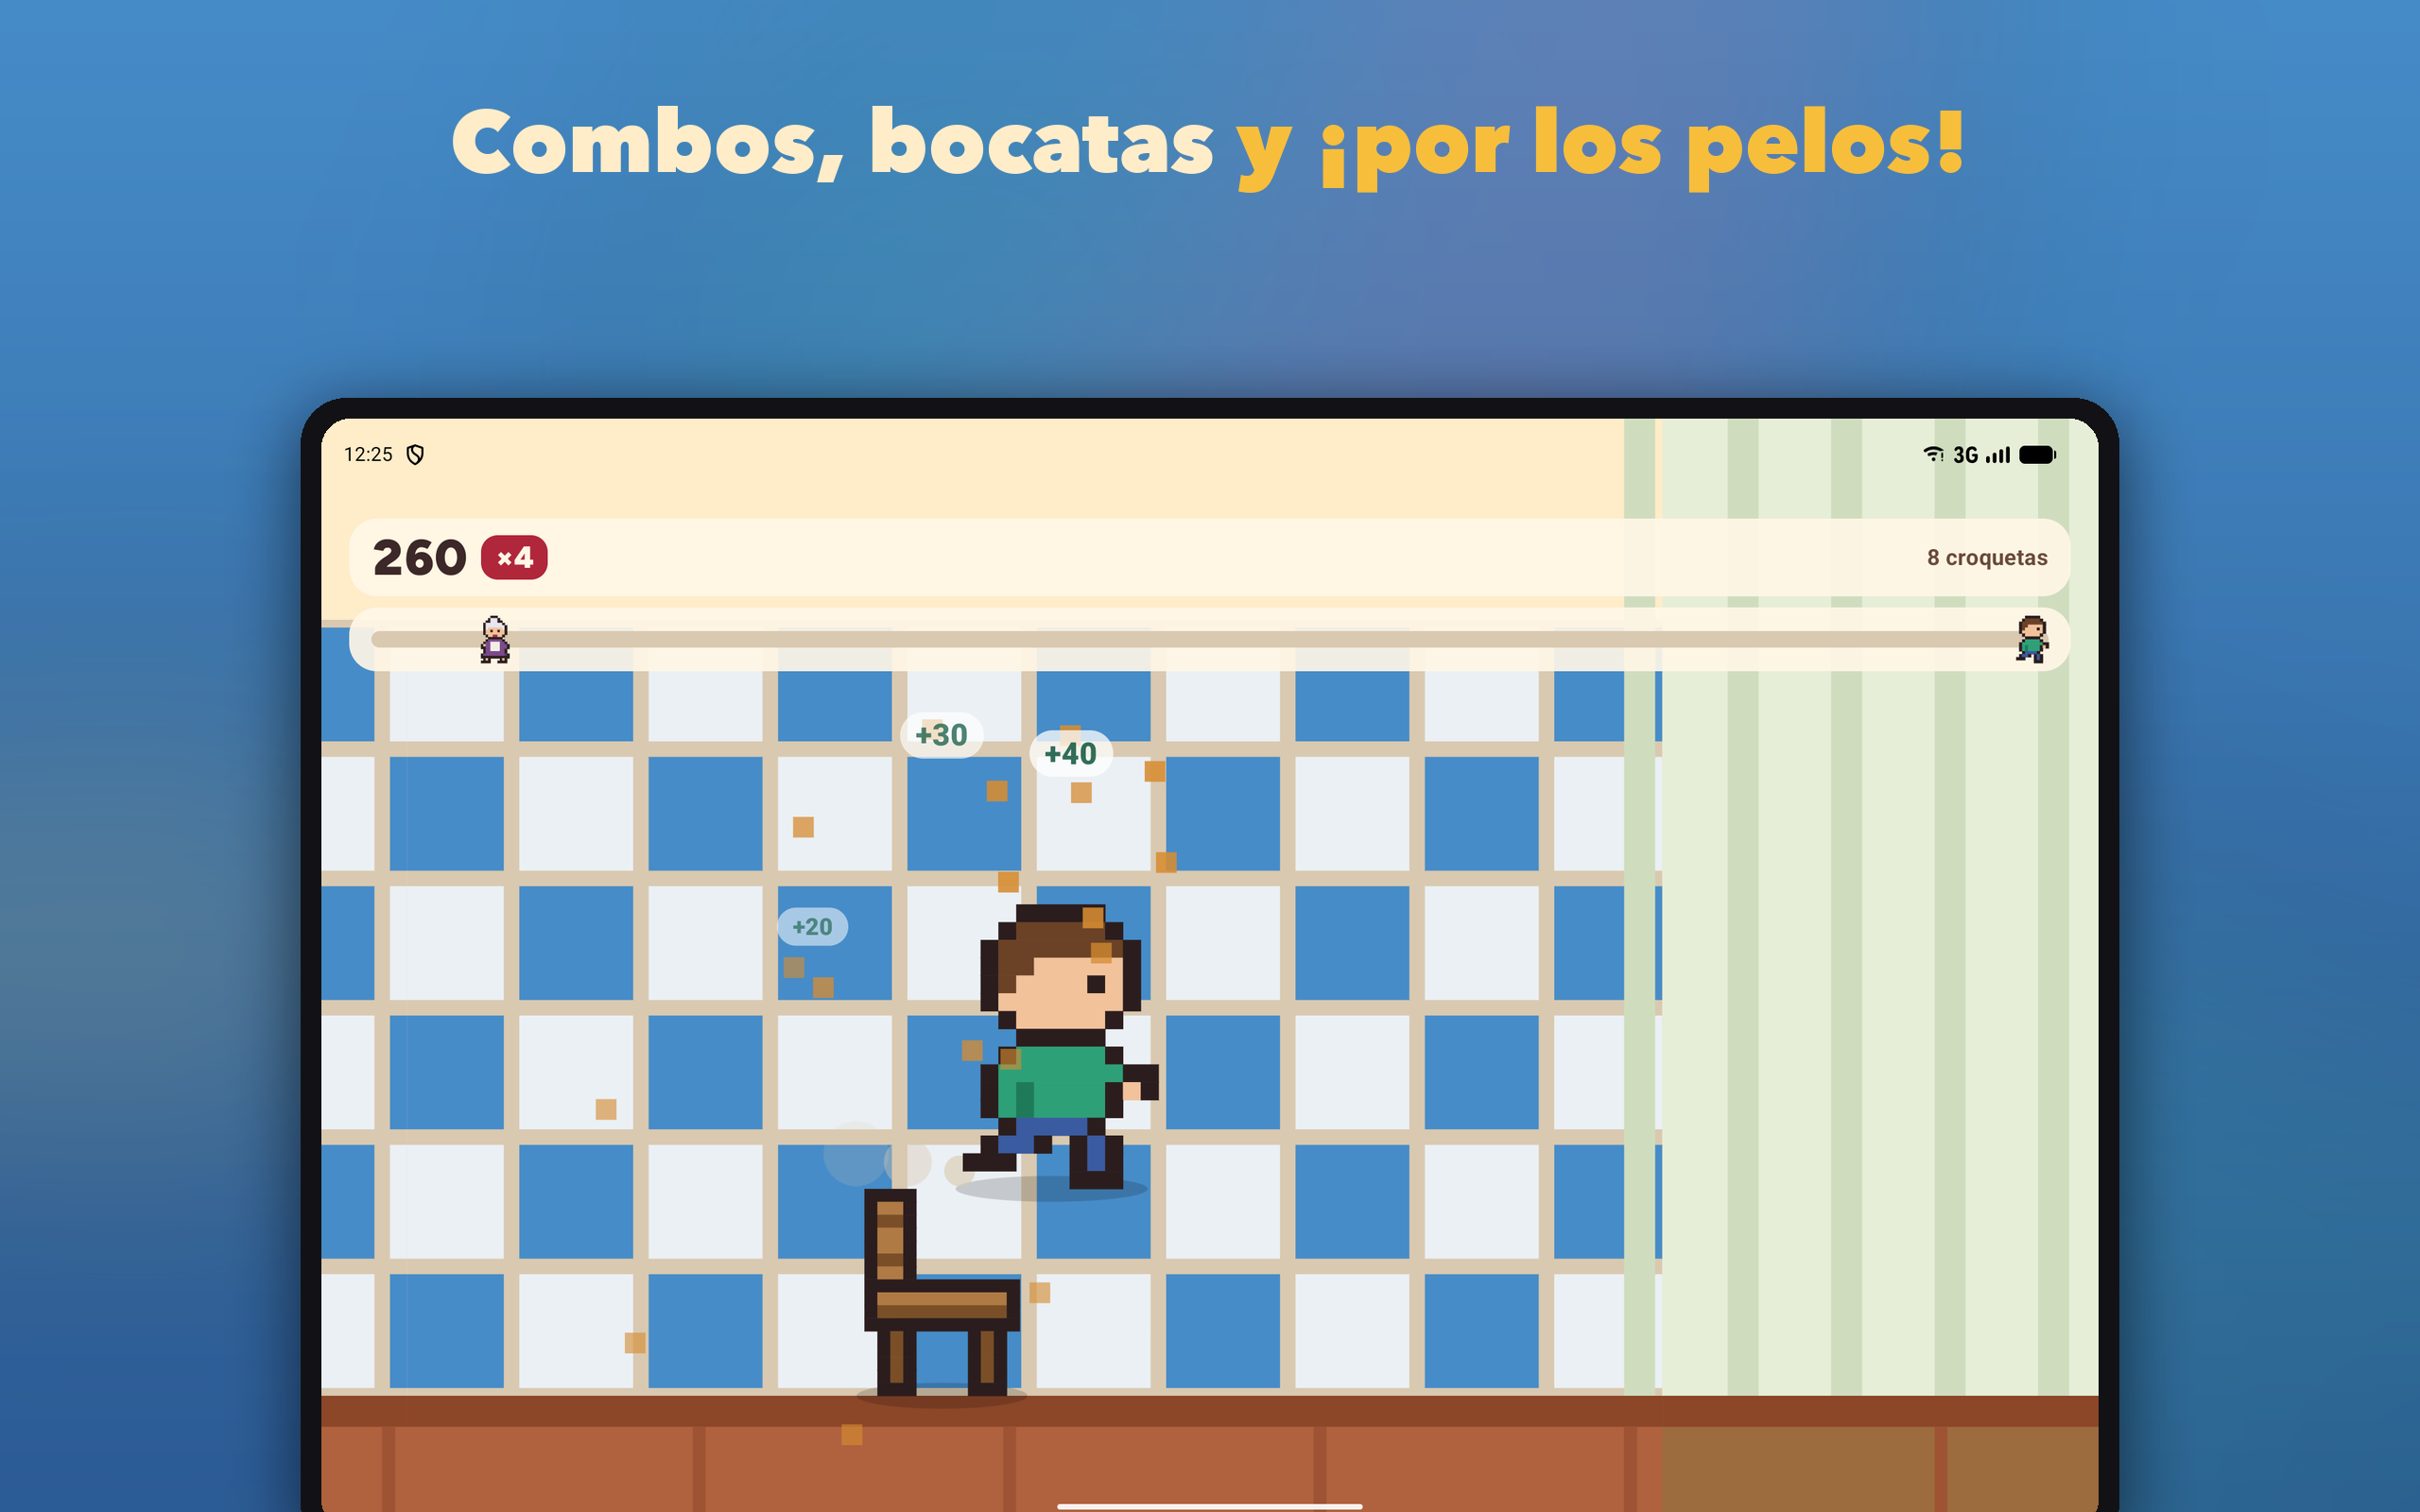 Combos, bocatas y ¡por los pelos!
12:25 3G
260 ×4 8 croquetas
+30
+40
+20